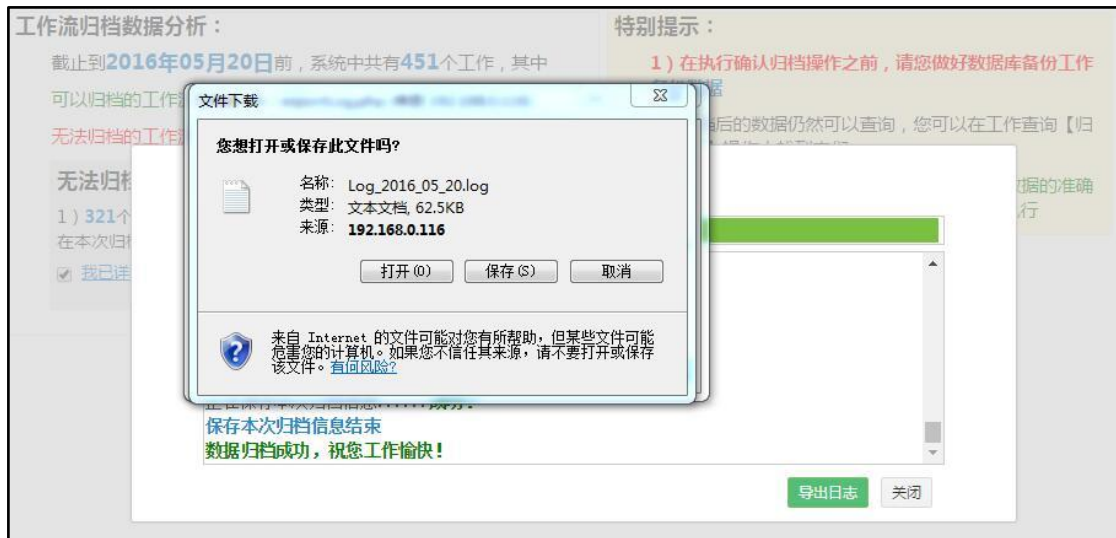 工作流归档数据分析：
截止到2016年05月20日前，系统中共有451个工作，其中
可以归档的工作
无法归档的工作
无法归
1）321个
在本次归
我已详
特别提示：
1）在执行确认归档操作之前，请您做好数据库备份工作
后的数据仍然可以查询，您可以在工作查询【归
据的准确
行
文件下载
您想打开或保存此文件吗?
名称: Log_2016_05_20.log
类型: 文本文档, 62.5KB
来源: 192.168.0.116
打开(O) 保存(S) 取消
来自 Internet 的文件可能对您有所帮助，但某些文件可能
危害您的计算机。如果您不信任其来源，请不要打开或保存
该文件。有何风险?
保存本次归档信息结束
数据归档成功，祝您工作愉快！
导出日志 关闭